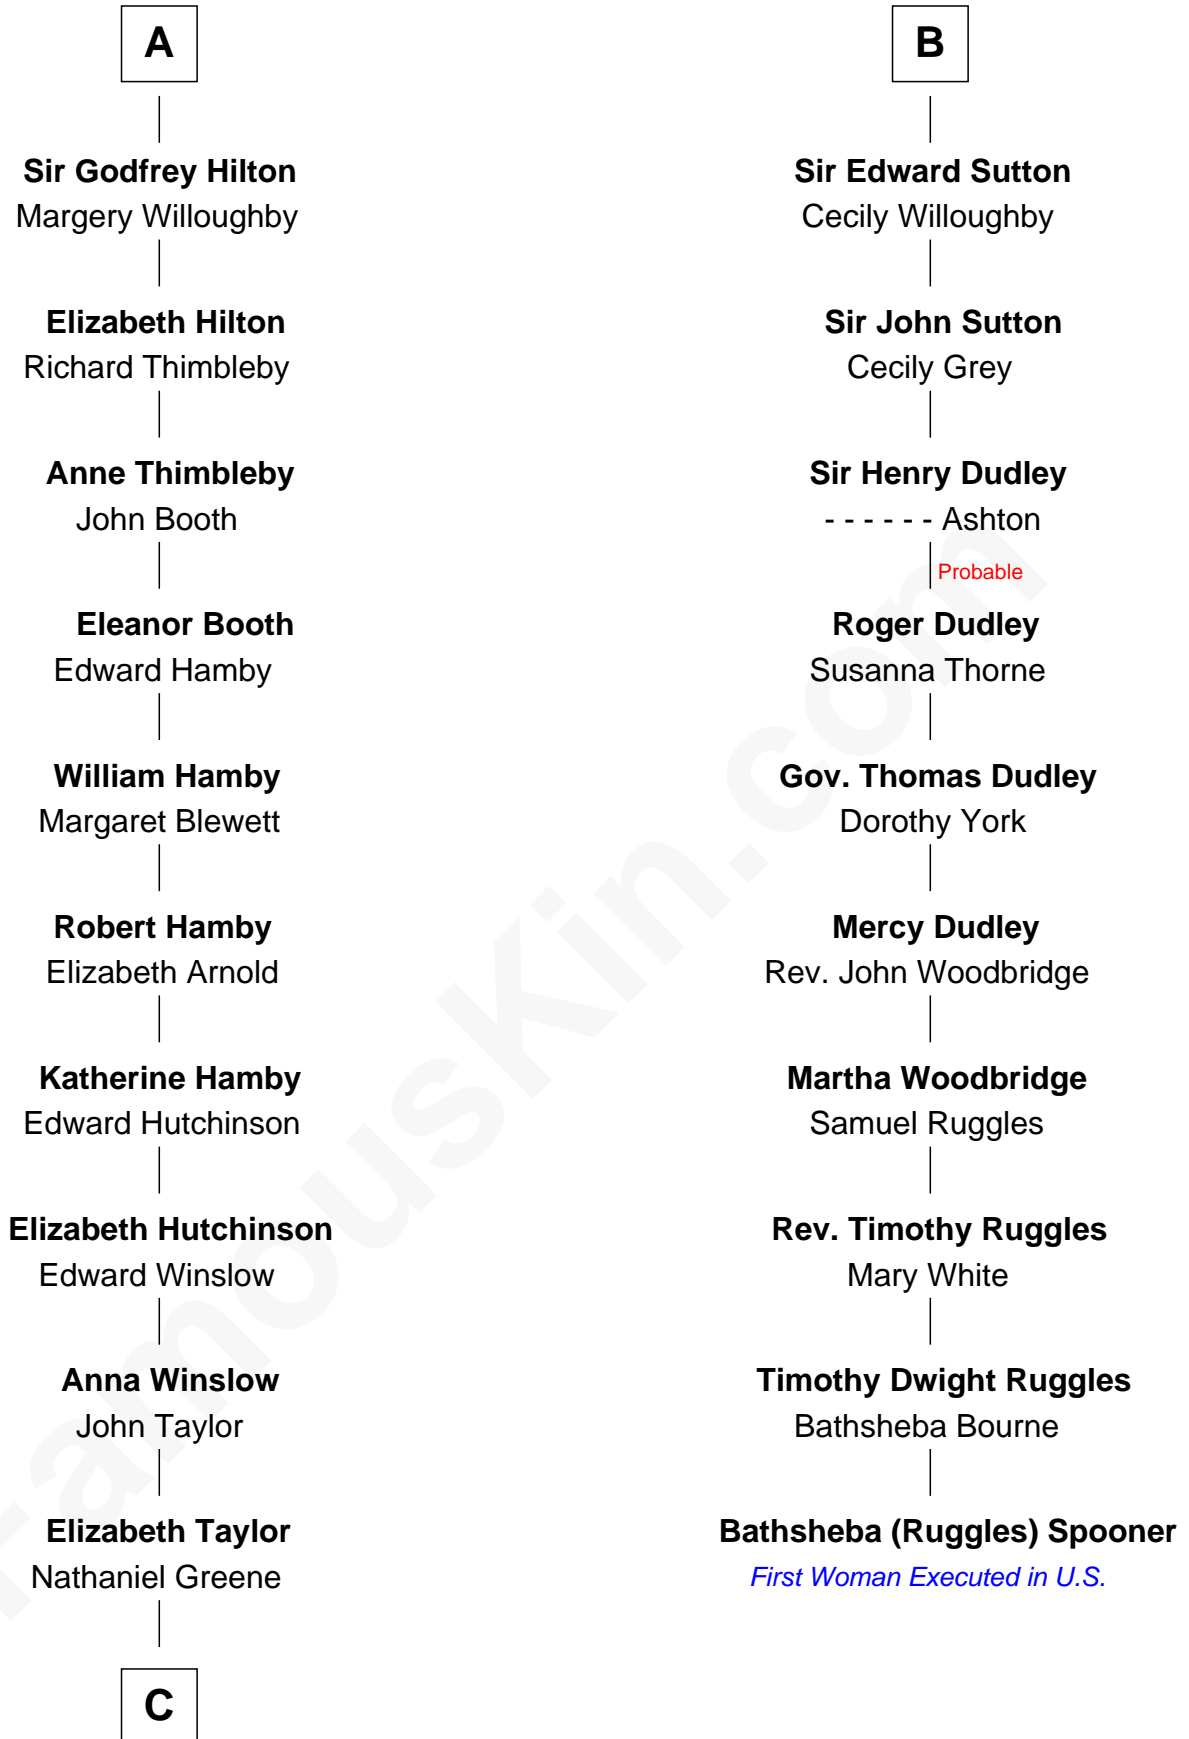 A
Sir Godfrey Hilton
Margery Willoughby
Elizabeth Hilton
Richard Thimbleby
Anne Thimbleby
John Booth
Eleanor Booth
Edward Hamby
William Hamby
Margaret Blewett
Robert Hamby
Elizabeth Arnold
Katherine Hamby
Edward Hutchinson
Elizabeth Hutchinson
Edward Winslow
Anna Winslow
John Taylor
Elizabeth Taylor
Nathaniel Greene
C
B
Sir Edward Sutton
Cecily Willoughby
Sir John Sutton
Cecily Grey
Sir Henry Dudley
- - - - - - Ashton
Probable
Roger Dudley
Susanna Thorne
Gov. Thomas Dudley
Dorothy York
Mercy Dudley
Rev. John Woodbridge
Martha Woodbridge
Samuel Ruggles
Rev. Timothy Ruggles
Mary White
Timothy Dwight Ruggles
Bathsheba Bourne
Bathsheba (Ruggles) Spooner
First Woman Executed in U.S.
FamousKin.com